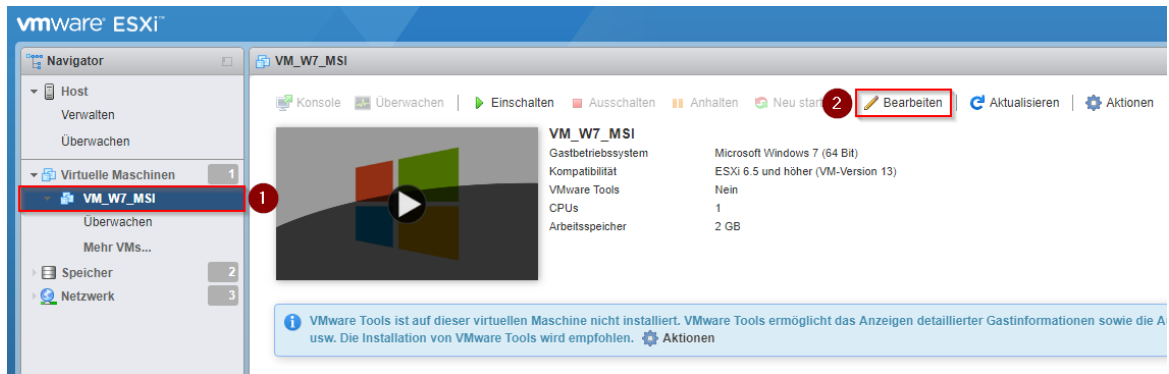 vmware ESXi™
Navigator
VM_W7_MSI
Host
Verwalten
Überwachen
Virtuelle Maschinen 1
VM_W7_MSI 1
Überwachen
Mehr VMs...
Speicher 2
Netzwerk 3
Konsole Überwachen Einschalten Ausschalten Anhalten Neu start 2 Bearbeiten Aktualisieren Aktionen
VM_W7_MSI
Gastbetriebssystem Microsoft Windows 7 (64 Bit)
Kompatibilität ESXi 6.5 und höher (VM-Version 13)
VMware Tools Nein
CPUs 1
Arbeitsspeicher 2 GB
VMware Tools ist auf dieser virtuellen Maschine nicht installiert. VMware Tools ermöglicht das Anzeigen detaillierter Gastinformationen sowie die A
usw. Die Installation von VMware Tools wird empfohlen. Aktionen